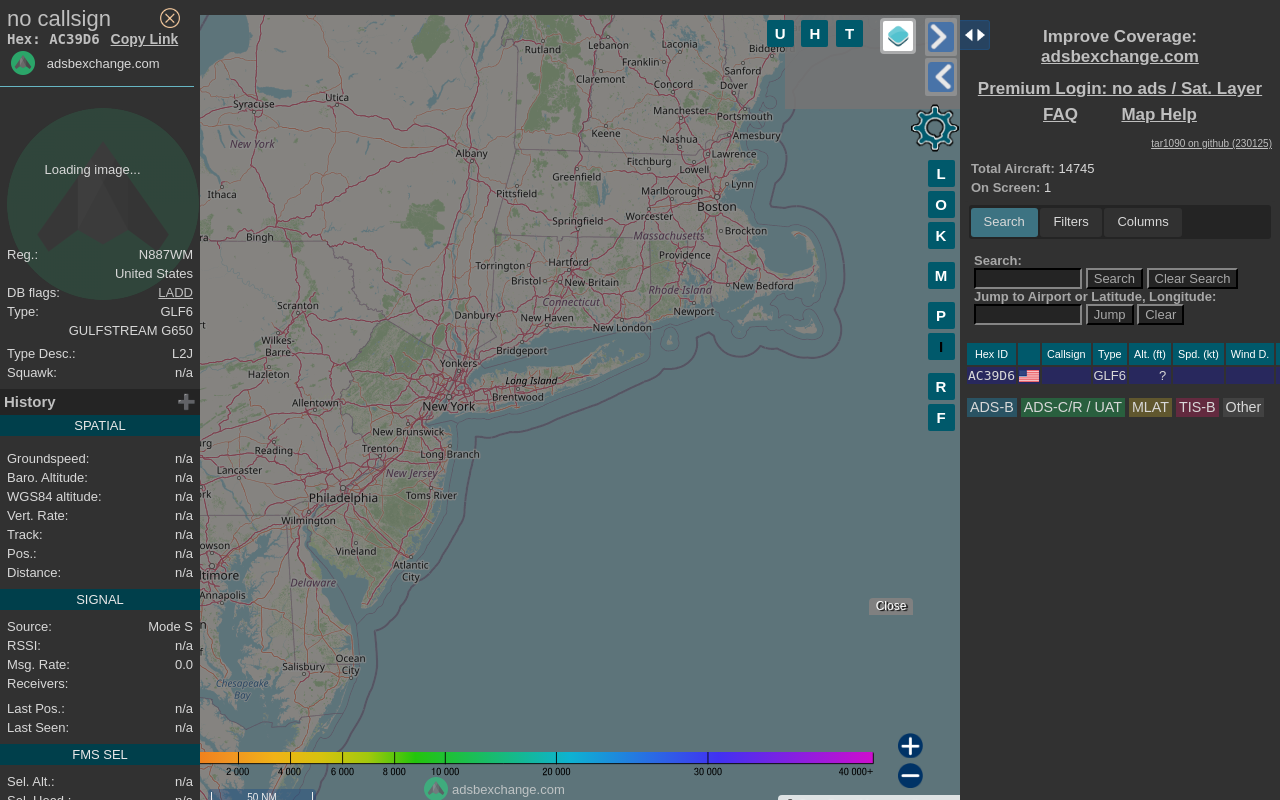 no callsign
Hex: AC39D6 Copy Link
adsbexchange.com
Loading image...
Reg.: N887WM
United States
DB flags: LADD
Type: GLF6
GULFSTREAM G650
Type Desc.: L2J
Squawk: n/a
History
SPATIAL
Groundspeed: n/a
Baro. Altitude: n/a
WGS84 altitude: n/a
Vert. Rate: n/a
Track: n/a
Pos.: n/a
Distance: n/a
SIGNAL
Source: Mode S
RSSI: n/a
Msg. Rate: 0.0
Receivers:
Last Pos.: n/a
Last Seen: n/a
FMS SEL
Sel. Alt.: n/a
Sel. Head.: n/a
U H T
Rutland
Lebanon
Laconia
Franklin
Claremont
Sanford
Concord
Dover
Syracuse
Utica
Manchester
Portsmouth
Keene
Nashua
Amesbury
New York
Albany
Fitchburg
Lawrence
Lowell
Greenfield
Ithaca
Pittsfield
Marlborough
Lynn
Worcester
Boston
Springfield
Massachusetts
Brockton
Bingh
Providence
Torrington
Hartford
Bristol
New Britain
New Bedford
Rhode Island
Connecticut
Scranton
Danbury
New Haven
Newport
New London
Wilkes-
Barre
Bridgeport
Yonkers
Hazleton
Long Island
Brentwood
Allentown
New York
New Brunswick
Reading
Trenton
Long Branch
Lancaster
New Jersey
Philadelphia
Toms River
Wilmington
Vineland
Atlantic
City
ltimore
Delaware
Annapolis
Salisbury
Ocean
City
Chesapeake
Bay
L
O
K
M
P
I
R
F
Close
2 000 4 000 6 000 8 000 10 000 20 000 30 000 40 000+
adsbexchange.com
50 NM
Improve Coverage:
adsbexchange.com
Premium Login: no ads / Sat. Layer
FAQ Map Help
tar1090 on github (230125)
Total Aircraft: 14745
On Screen: 1
Search Filters Columns
Search:
Search Clear Search
Jump to Airport or Latitude, Longitude:
Jump Clear
Hex ID Callsign Type Alt. (ft) Spd. (kt) Wind D.
AC39D6 GLF6 ?
ADS-B ADS-C/R / UAT MLAT TIS-B Other